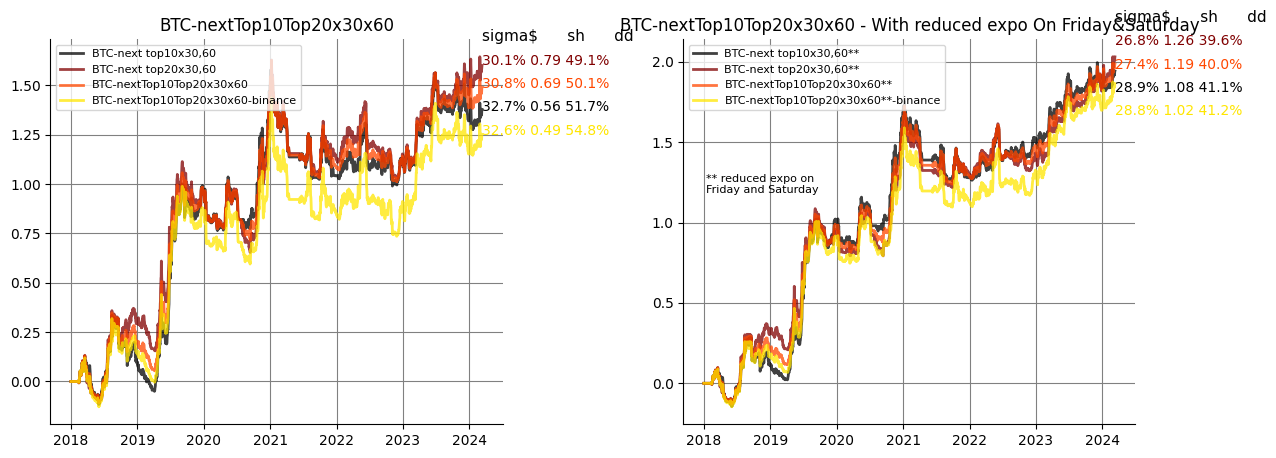 BTC-nextTop10Top20x30x60
sigma$ sh dd
BTC-next top10x30,60
BTC-next top20x30,60
BTC-nextTop10Top20x30x60
BTC-nextTop10Top20x30x60-binance
30.1% 0.79 49.1%
30.8% 0.69 50.1%
32.7% 0.56 51.7%
32.6% 0.49 54.8%
1.50
1.25
1.00
0.75
0.50
0.25
0.00
2018 2019 2020 2021 2022 2023 2024
BTC-nextTop10Top20x30x60 - With reduced expo On Friday&Saturday
sigma$ sh dd
BTC-next top10x30,60**
BTC-next top20x30,60**
BTC-nextTop10Top20x30x60**
BTC-nextTop10Top20x30x60**-binance
26.8% 1.26 39.6%
27.4% 1.19 40.0%
28.9% 1.08 41.1%
28.8% 1.02 41.2%
** reduced expo on
Friday and Saturday
2.0
1.5
1.0
0.5
0.0
2018 2019 2020 2021 2022 2023 2024